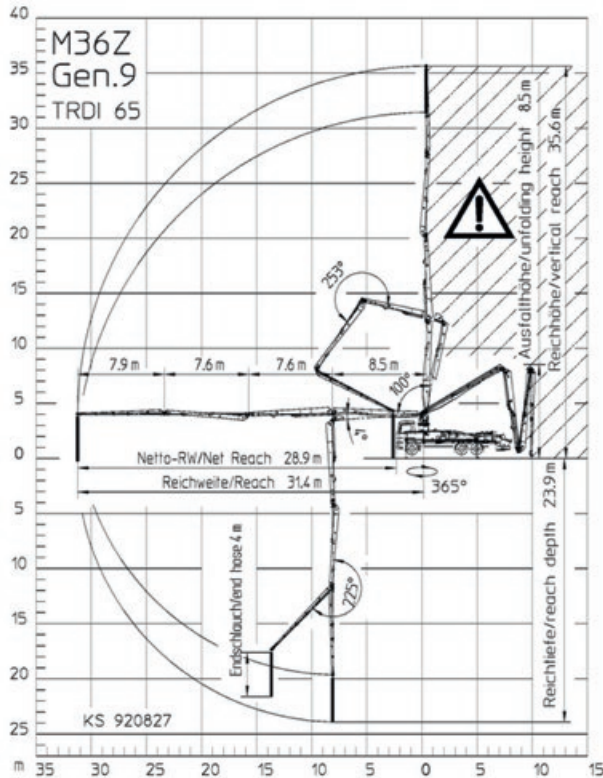 40
M36Z
Gen.9
TRDI 65
35
30
25
20
15
10
5
0
5
10
15
20
25
m
35
30
25
20
15
10
5
0
5
10
15
Ausfalthöhe/unfolding height 8.5 m
Reichhöhe/vertical reach 35.6 m
253°
7.9 m
7.6 m
7.6 m
8.5 m
100°
Netto-RW/Net Reach 28.9 m
365°
Reichweite/Reach 31.4 m
Reichtiefe/reach depth 23.9 m
225°
Endschlauch/end hose 4 m
KS 920827